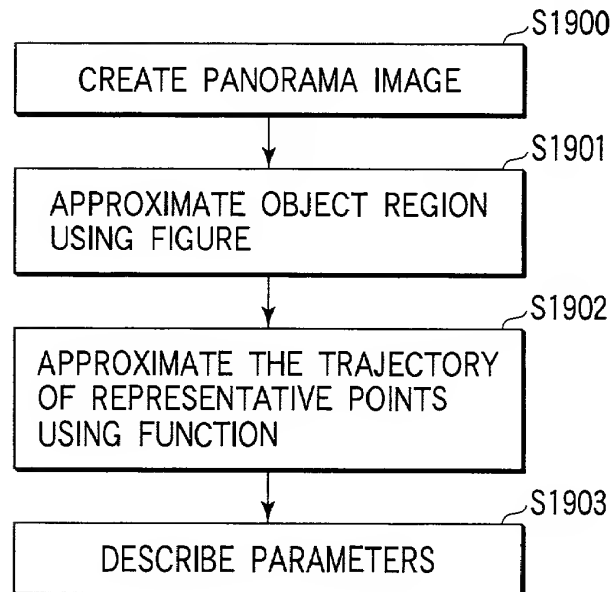 S1900
CREATE PANORAMA IMAGE
S1901
APPROXIMATE OBJECT REGION
USING FIGURE
S1902
APPROXIMATE THE TRAJECTORY
OF REPRESENTATIVE POINTS
USING FUNCTION
S1903
DESCRIBE PARAMETERS